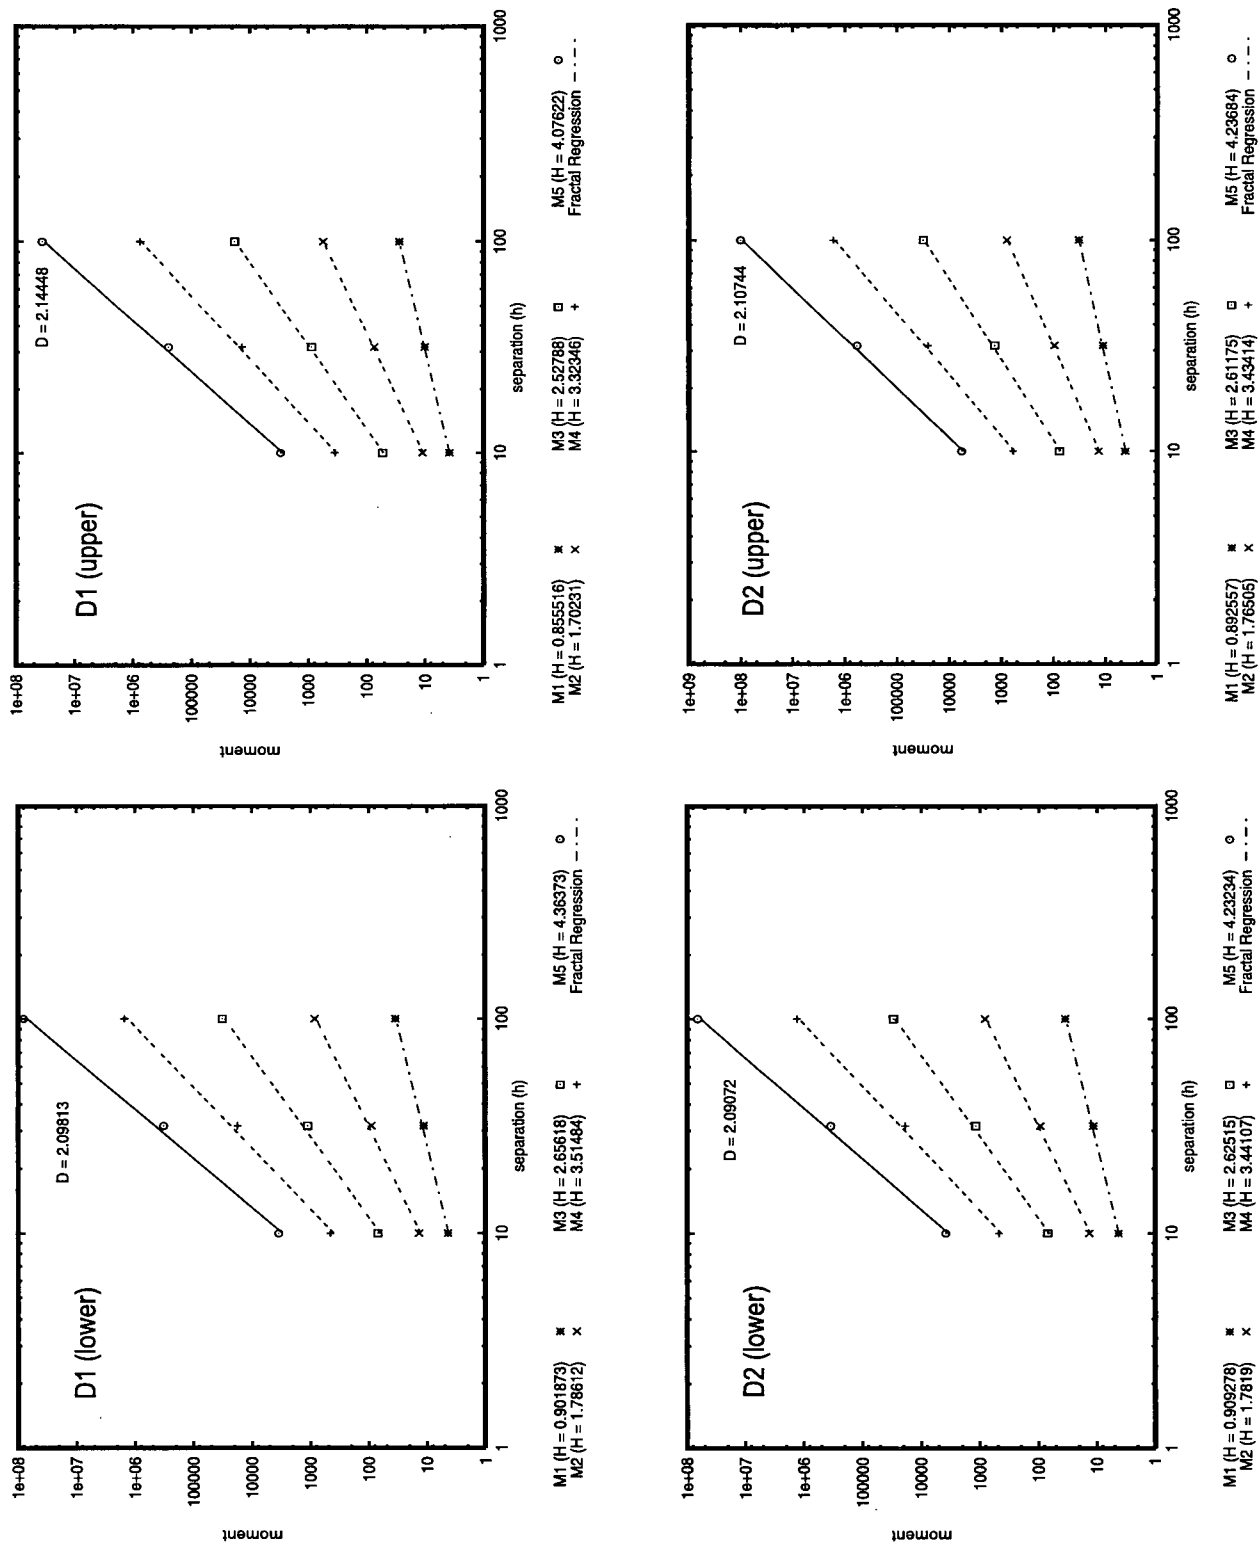 D1 (lower)
D = 2.09813
moment
1e+08
1e+07
1e+06
100000
10000
1000
100
10
1
1
10
100
1000
separation (h)
M1 (H = 0.901873)
M3 (H = 2.65618)
M5 (H = 4.36373)
M2 (H = 1.78612)
M4 (H = 3.51484)
Fractal Regression
D1 (upper)
D = 2.14448
moment
1e+08
1e+07
1e+06
100000
10000
1000
100
10
1
1
10
100
1000
separation (h)
M1 (H = 0.855516)
M3 (H = 2.52788)
M5 (H = 4.07622)
M2 (H = 1.70231)
M4 (H = 3.32346)
Fractal Regression
D2 (lower)
D = 2.09072
moment
1e+08
1e+07
1e+06
100000
10000
1000
100
10
1
1
10
100
1000
separation (h)
M1 (H = 0.909278)
M3 (H = 2.62515)
M5 (H = 4.23234)
M2 (H = 1.7819)
M4 (H = 3.44107)
Fractal Regression
D2 (upper)
D = 2.10744
moment
1e+09
1e+08
1e+07
1e+06
100000
10000
1000
100
10
1
1
10
100
1000
separation (h)
M1 (H = 0.892557)
M3 (H = 2.61175)
M5 (H = 4.23684)
M2 (H = 1.76505)
M4 (H = 3.43414)
Fractal Regression